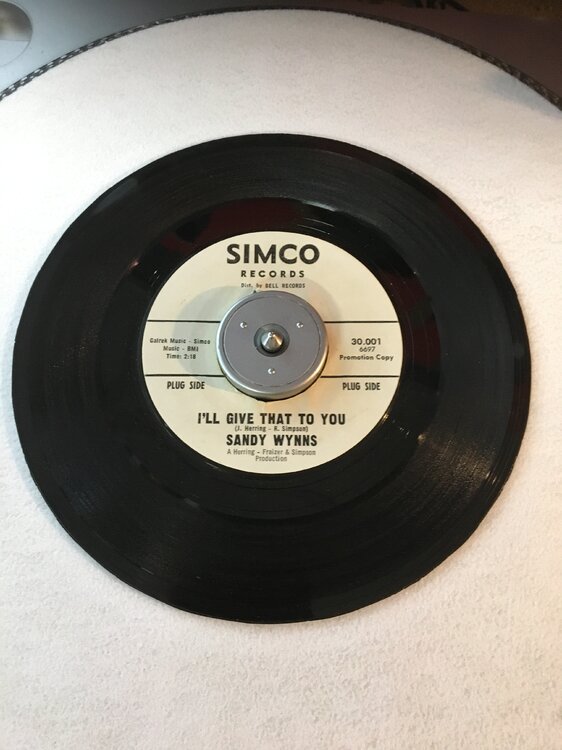 SIMCO
RECORDS
Dist. by BELL RECORDS
Galrek Music - Simco
Music - BMI
Time: 2:18
30.001
6697
Promotion Copy
PLUG SIDE
PLUG SIDE
I'LL GIVE THAT TO YOU
(J. Herring - R. Simpson)
SANDY WYNNS
A Herring - Fraizer & Simpson
Production